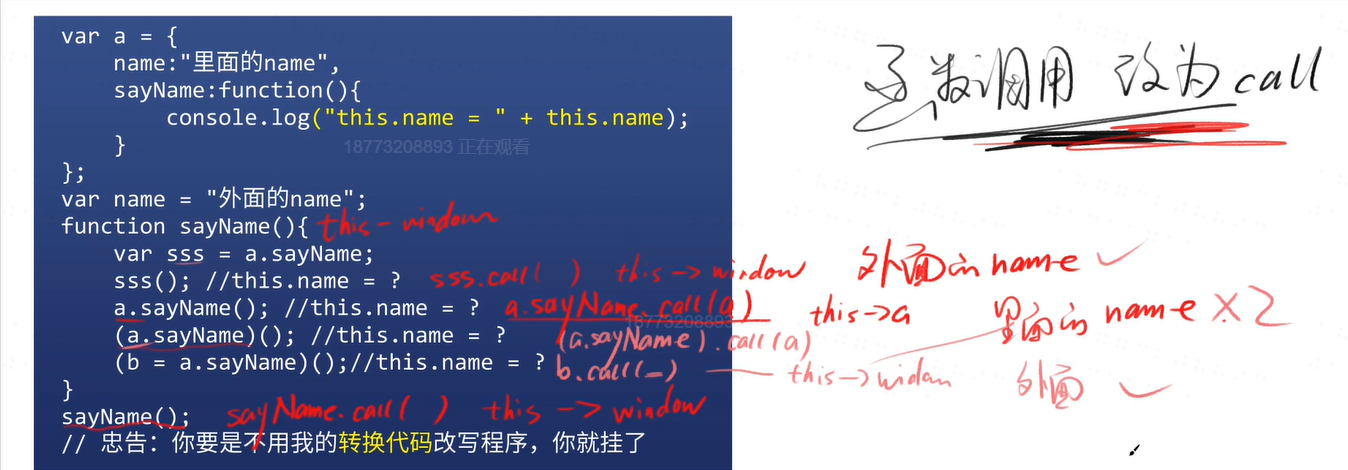 var a = {
name:"里面的name",
sayName:function(){
console.log("this.name = " + this.name);
}
18773208893 正在观看
};
var name = "外面的name";
function sayName(){ this - window
var sss = a.sayName;
sss(); //this.name = ? sss.call( ) this -> window 外面的name ✓
a.sayName(); //this.name = ? a.sayName.call(a) this->a 里面的name ×2
18773208893
(a.sayName)(); //this.name = ? (a.sayName).call(a)
(b = a.sayName)();//this.name = ? b.call(—) this->widow 外面 ✓
}
sayName(); sayName.call( ) this -> window
// 忠告：你要是不用我的转换代码改写程序，你就挂了
函数调用 改为call